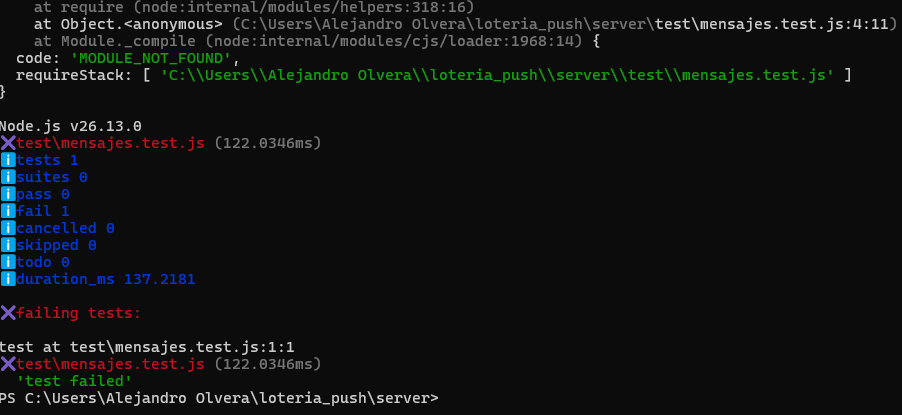 at require (node:internal/modules/helpers:318:16)
at Object.<anonymous> (C:\Users\Alejandro Olvera\loteria_push\server\test\mensajes.test.js:4:11)
at Module._compile (node:internal/modules/cjs/loader:1968:14) {
code: 'MODULE_NOT_FOUND',
requireStack: [ 'C:\\Users\\Alejandro Olvera\\loteria_push\\server\\test\\mensajes.test.js' ]
}
Node.js v26.13.0
❌test\mensajes.test.js (122.0346ms)
ℹ️tests 1
ℹ️suites 0
ℹ️pass 0
ℹ️fail 1
ℹ️cancelled 0
ℹ️skipped 0
ℹ️todo 0
ℹ️duration_ms 137.2181
❌failing tests:
test at test\mensajes.test.js:1:1
❌test\mensajes.test.js (122.0346ms)
'test failed'
PS C:\Users\Alejandro Olvera\loteria_push\server>